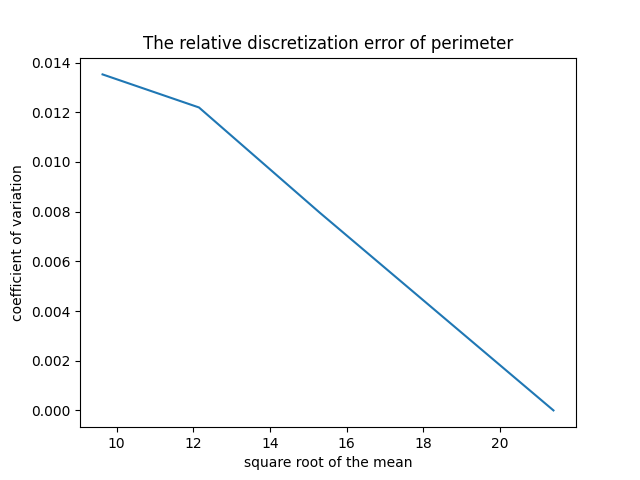 The relative discretization error of perimeter
0.014
0.012
0.010
0.008
0.006
0.004
0.002
0.000
coefficient of variation
10 12 14 16 18 20
square root of the mean